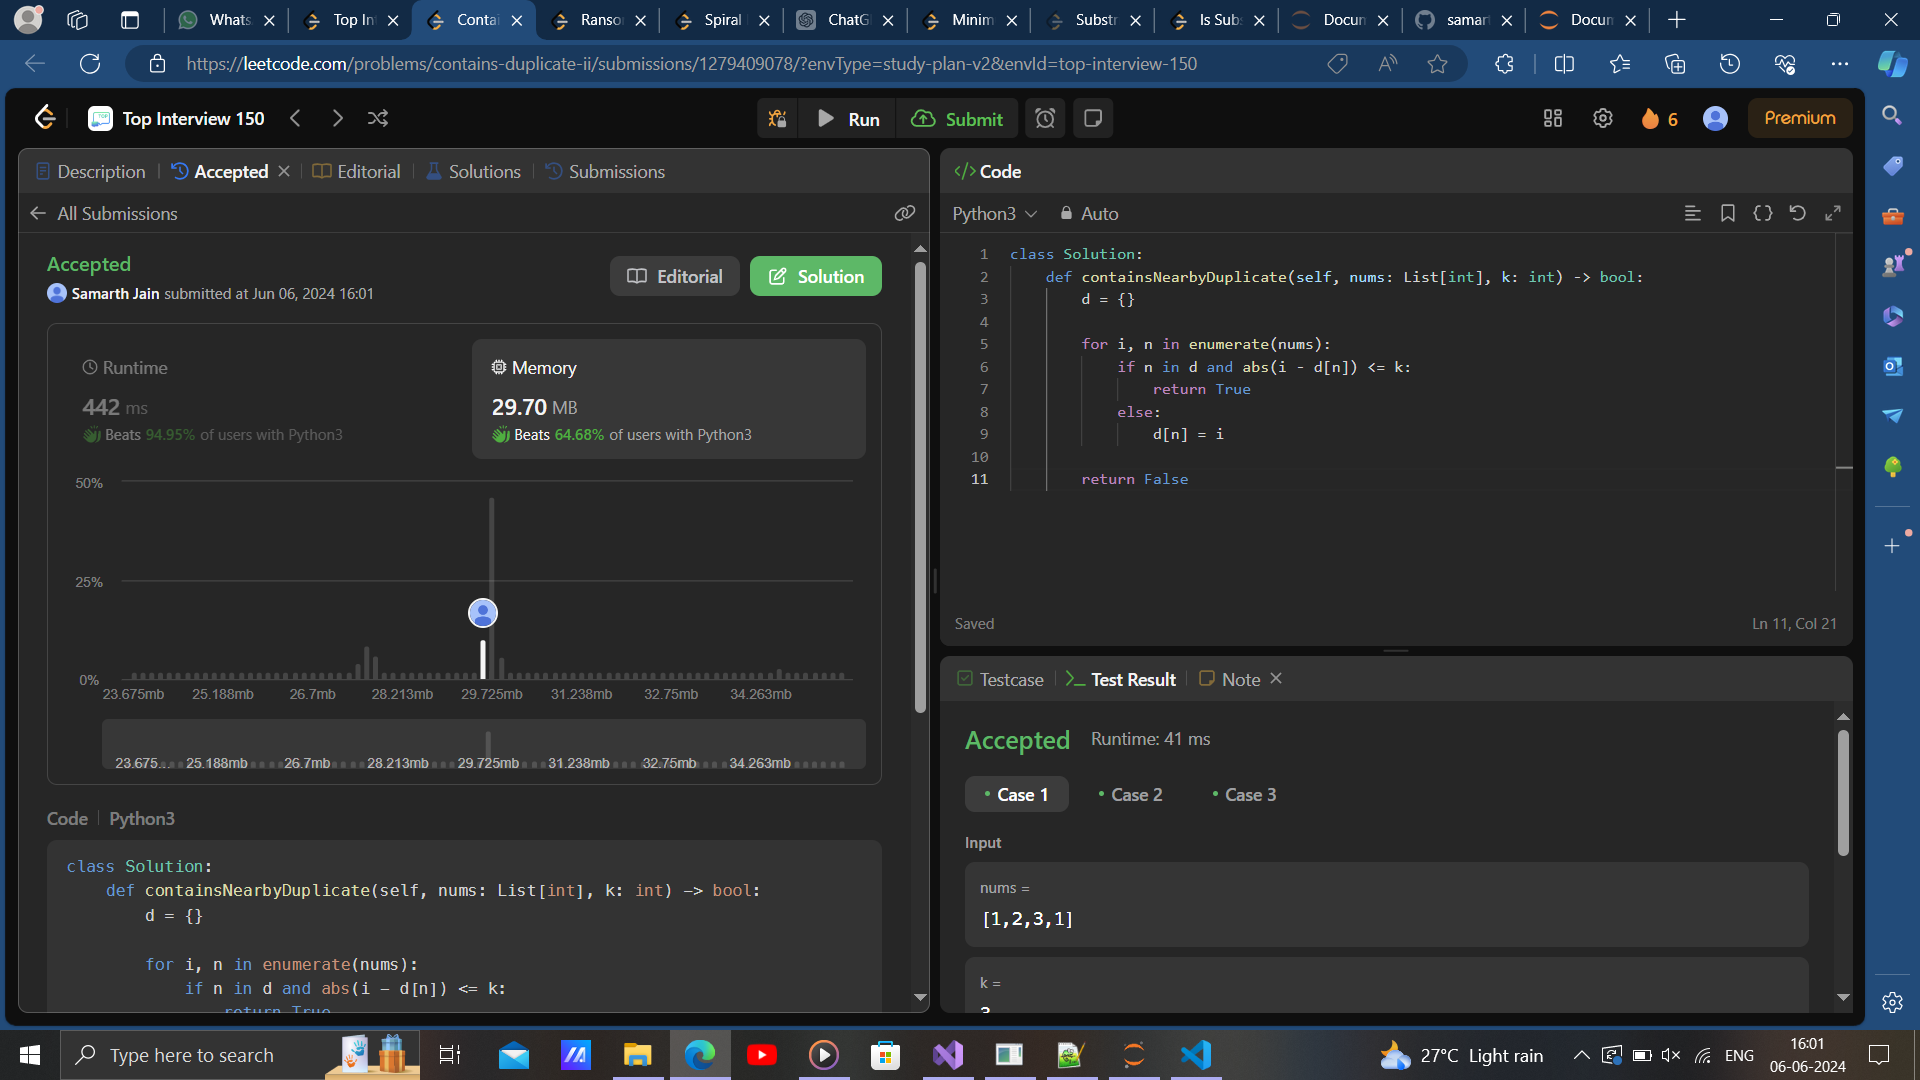 Whats
Top In
Contai
Ranso
Spiral
ChatG
Minim
Substr
Is Subs
Docum
samart
Docum
https://leetcode.com/problems/contains-duplicate-ii/submissions/1279409078/?envType=study-plan-v2&envId=top-interview-150
Top Interview 150
Run
Submit
6
Premium
Description
Accepted
Editorial
Solutions
Submissions
All Submissions
Accepted
Samarth Jain submitted at Jun 06, 2024 16:01
Editorial
Solution
Runtime
442 ms
Beats 94.95% of users with Python3
Memory
29.70 MB
Beats 64.68% of users with Python3
50%
25%
0%
23.675mb 25.188mb 26.7mb 28.213mb 29.725mb 31.238mb 32.75mb 34.263mb
23.675... 25.188mb 26.7mb 28.213mb 29.725mb 31.238mb 32.75mb 34.263mb
Code | Python3
class Solution:
    def containsNearbyDuplicate(self, nums: List[int], k: int) -> bool:
        d = {}
        for i, n in enumerate(nums):
            if n in d and abs(i - d[n]) <= k:
                return True
Code
Python3
Auto
1 class Solution:
2     def containsNearbyDuplicate(self, nums: List[int], k: int) -> bool:
3         d = {}
4
5         for i, n in enumerate(nums):
6             if n in d and abs(i - d[n]) <= k:
7                 return True
8             else:
9                 d[n] = i
10
11         return False
Saved
Ln 11, Col 21
Testcase
Test Result
Note
Accepted
Runtime: 41 ms
Case 1
Case 2
Case 3
Input
nums =
[1,2,3,1]
k =
3
Type here to search
27°C Light rain
ENG
16:01
06-06-2024